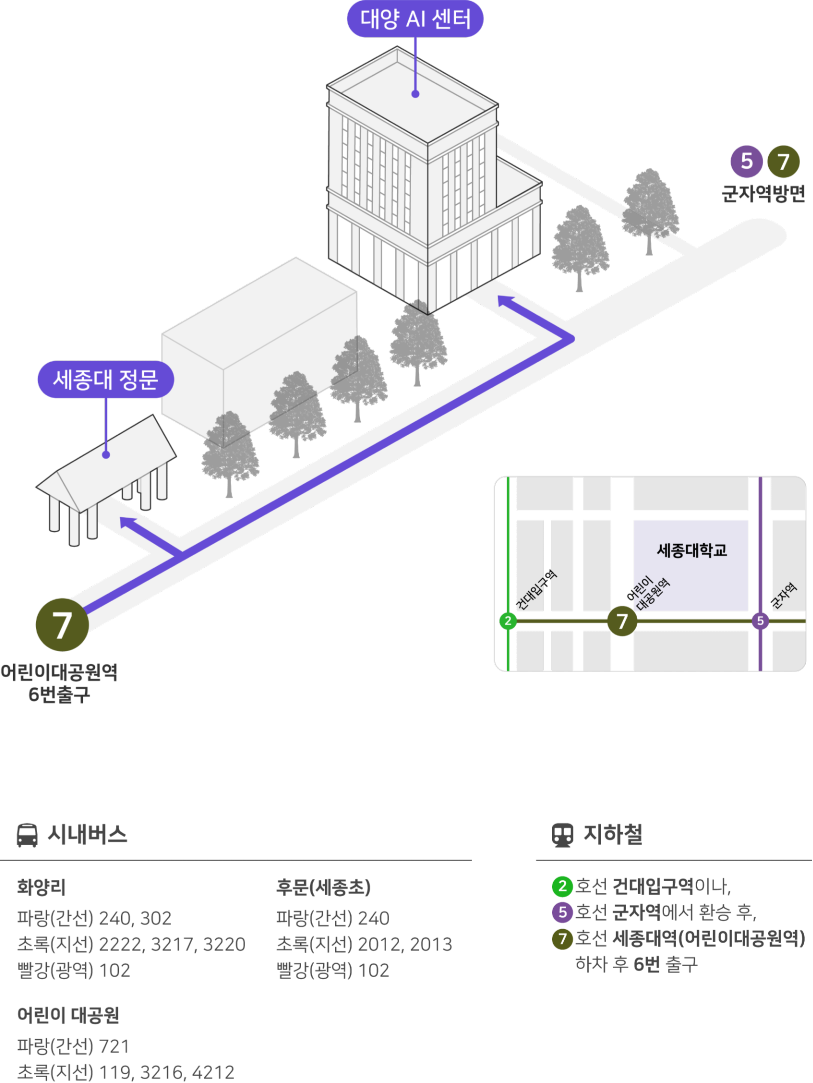 대양 AI 센터
5 7
군자역방면
세종대 정문
7
어린이대공원역
6번출구
세종대학교
건대입구역
어린이
대공원역
군자역
2
7
5
시내버스
화양리
파랑(간선) 240, 302
초록(지선) 2222, 3217, 3220
빨강(광역) 102
후문(세종초)
파랑(간선) 240
초록(지선) 2012, 2013
빨강(광역) 102
어린이 대공원
파랑(간선) 721
초록(지선) 119, 3216, 4212
지하철
2호선 건대입구역이나,
5호선 군자역에서 환승 후,
7호선 세종대역(어린이대공원역)
하차 후 6번 출구